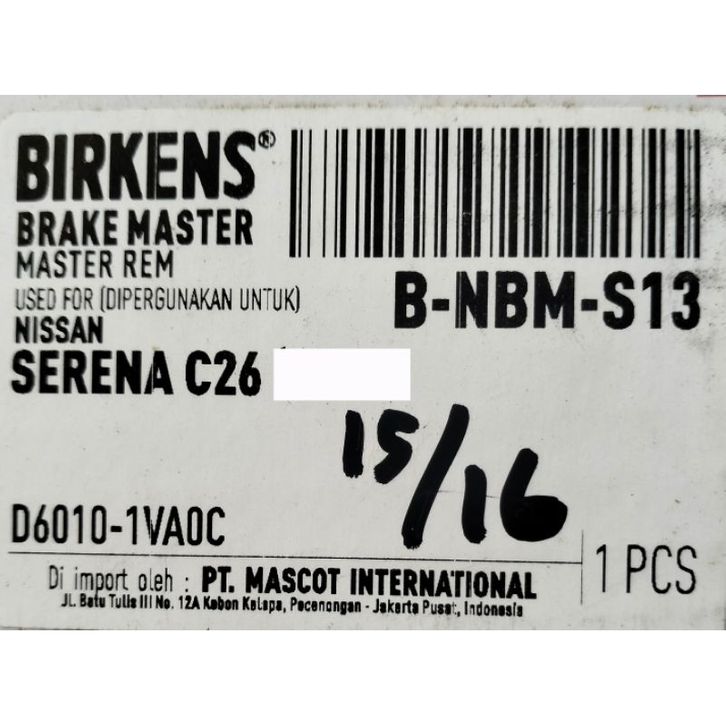 BIRKENS®
BRAKE MASTER
MASTER REM
USED FOR (DIPERGUNAKAN UNTUK)
NISSAN
SERENA C26
B-NBM-S13
15/16
D6010-1VA0C
1 PCS
Di import oleh : PT. MASCOT INTERNATIONAL
JL. Batu Tulis III No. 12A Kebon Kelapa, Pecenongan - Jakarta Pusat, Indonesia